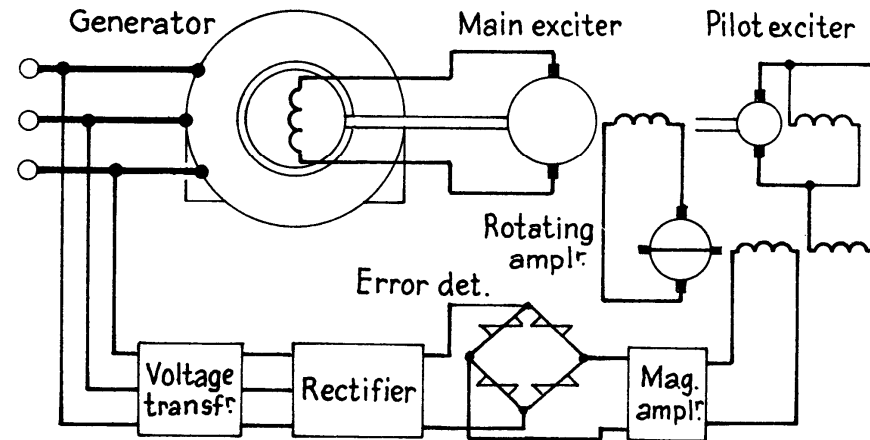 Generator
Main exciter
Pilot exciter
Rotating
amplr.
Error det.
Voltage
transfr.
Rectifier
Mag.
amplr.